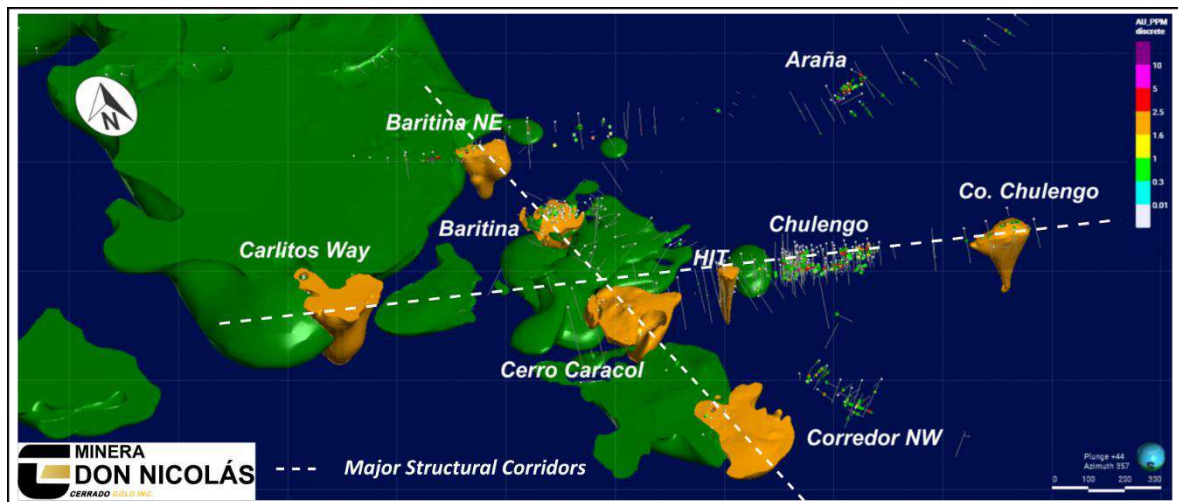 AU_PPM
discrete
10
5
2.5
1.6
1
0.3
0.01
N
Araña
Baritina NE
Co. Chulengo
Baritina
Chulengo
Carlitos Way
HIT
Cerro Caracol
Corredor NW
MINERA
DON NICOLÁS
CERRADO GOLD INC.
Major Structural Corridors
Plunge +44
Azimuth 357
0 100 200 300